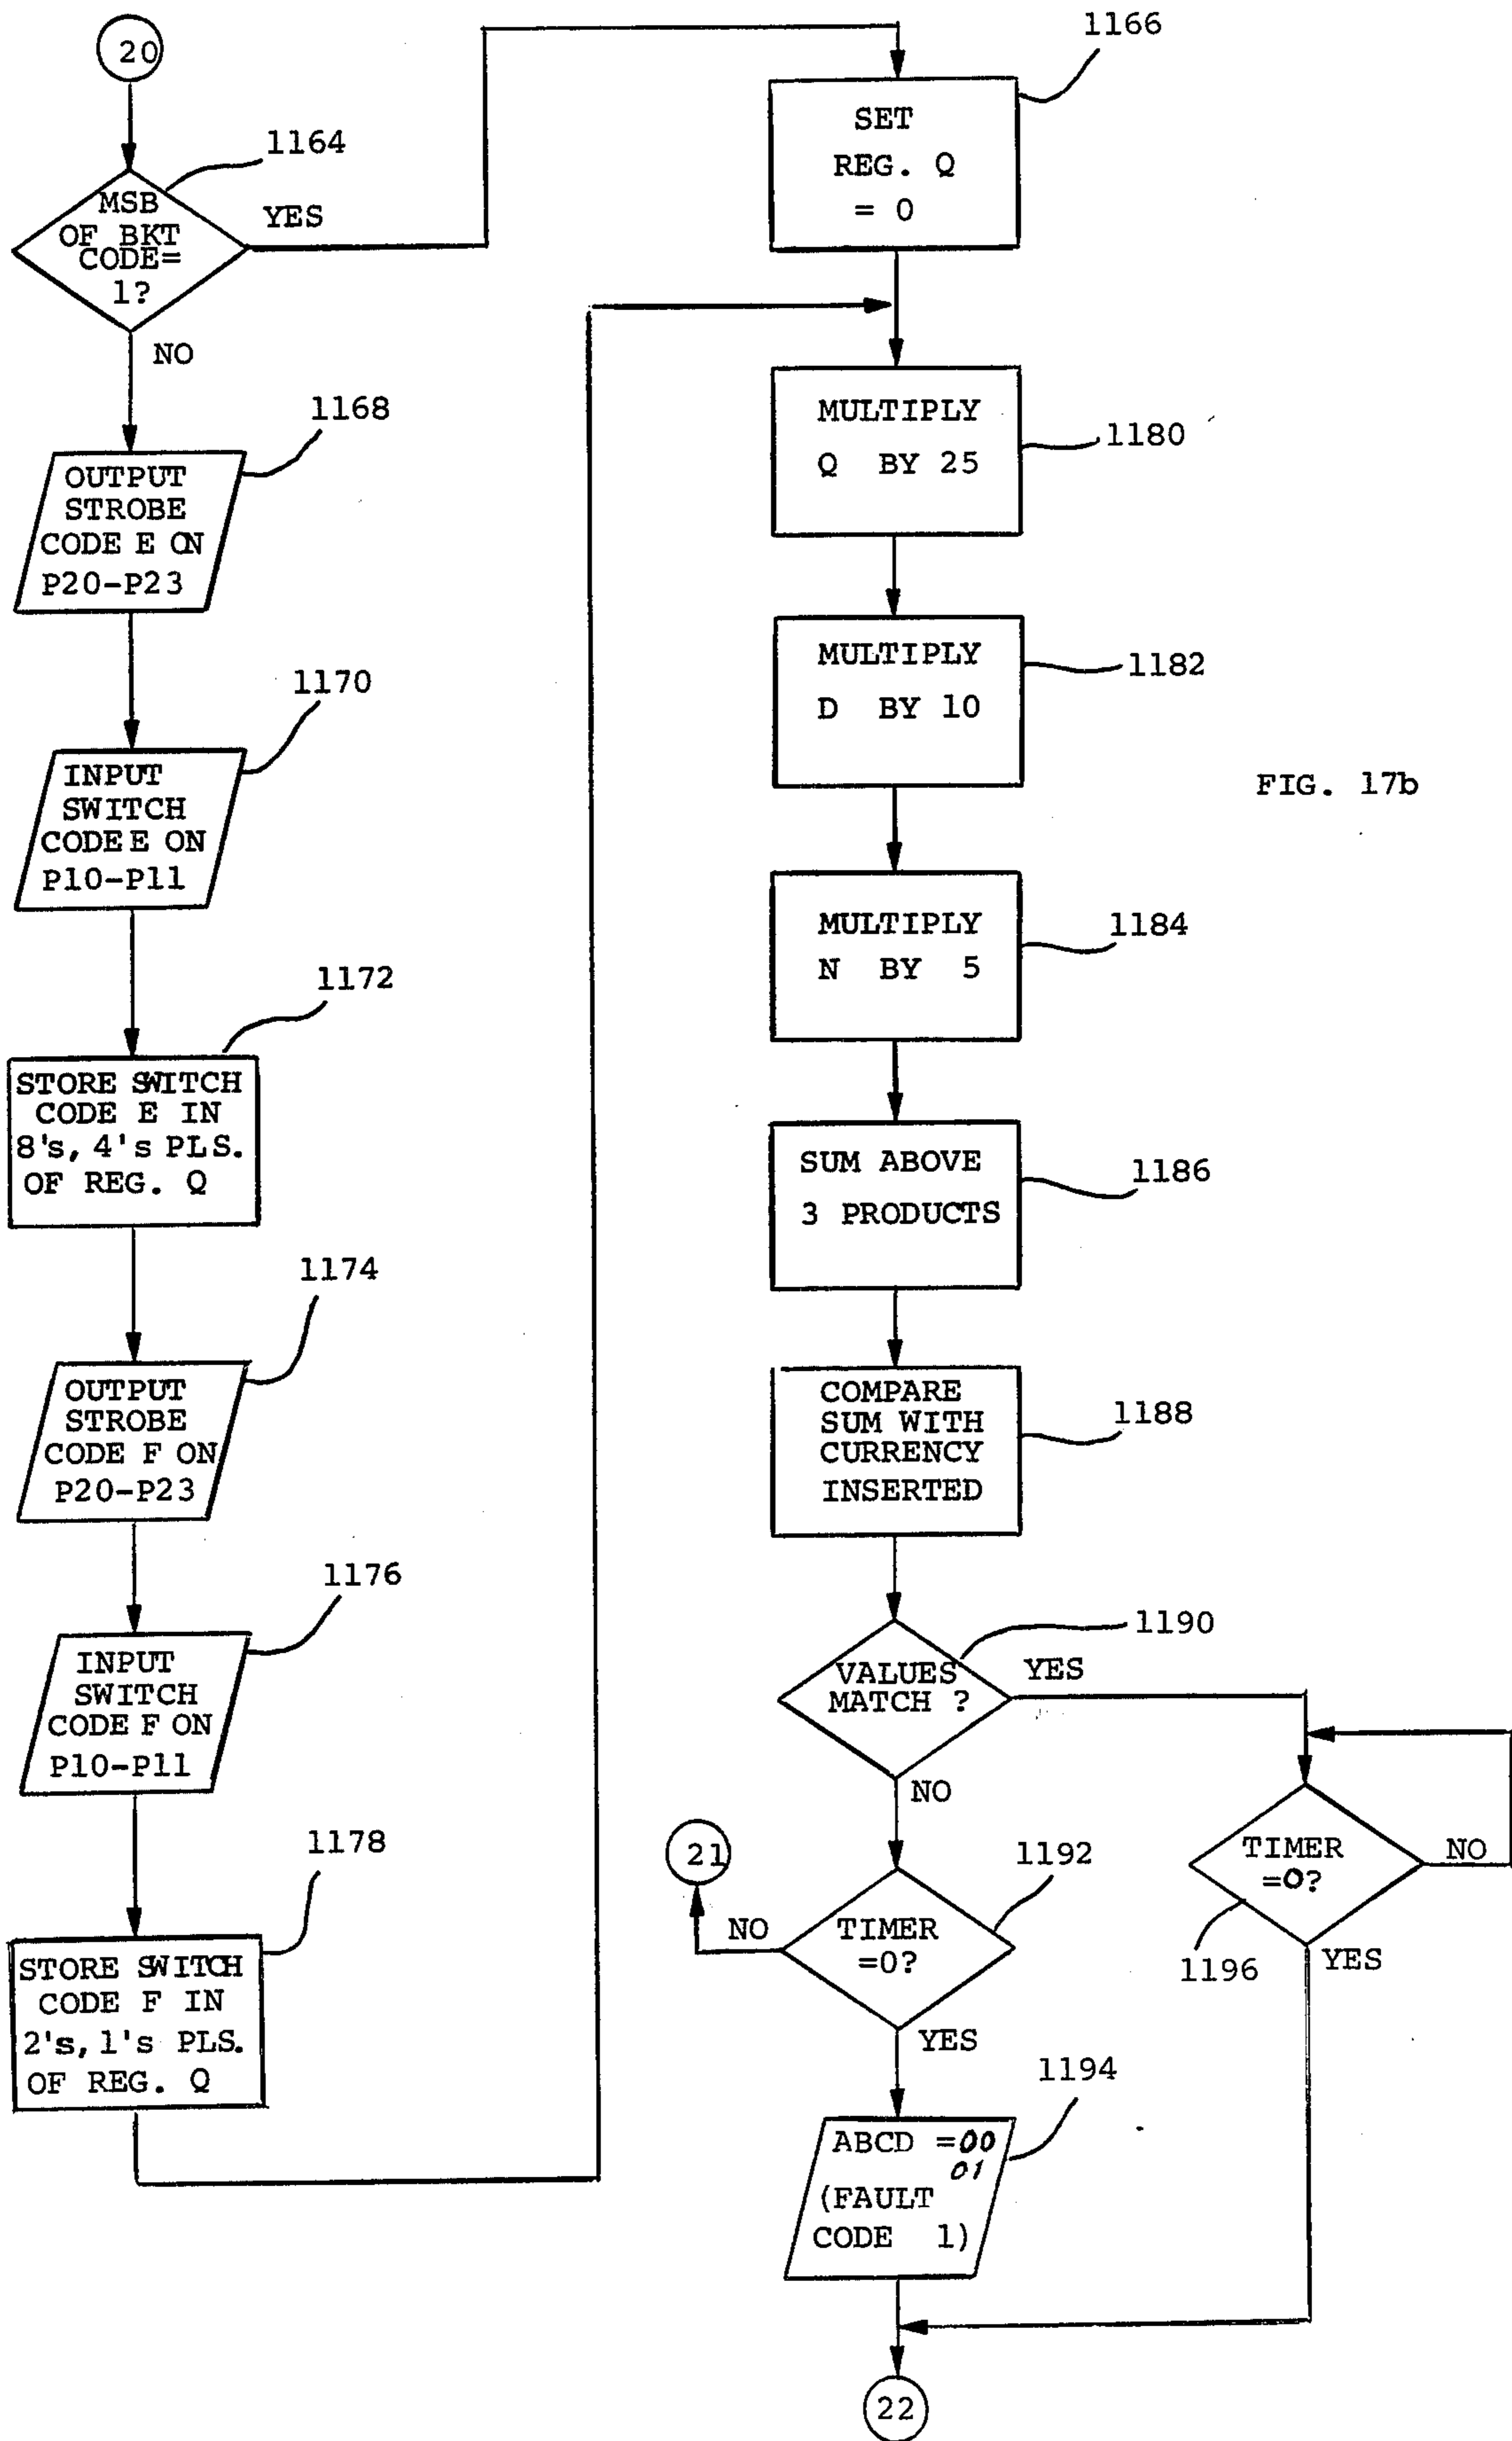 20
1164
MSB
OF BKT
CODE=
1?
YES
NO
1168
OUTPUT
STROBE
CODE E ON
P20-P23
1170
INPUT
SWITCH
CODE E ON
P10-P11
1172
STORE SWITCH
CODE E IN
8's, 4's PLS.
OF REG. Q
1174
OUTPUT
STROBE
CODE F ON
P20-P23
1176
INPUT
SWITCH
CODE F ON
P10-P11
1178
STORE SWITCH
CODE F IN
2's, 1's PLS.
OF REG. Q
1166
SET
REG. Q
= 0
1180
MULTIPLY
Q BY 25
1182
MULTIPLY
D BY 10
FIG. 17b
1184
MULTIPLY
N BY 5
1186
SUM ABOVE
3 PRODUCTS
1188
COMPARE
SUM WITH
CURRENCY
INSERTED
1190
VALUES
MATCH ?
YES
NO
21
NO
1192
TIMER
=0?
YES
TIMER
=0?
NO
1196
YES
1194
ABCD =00
01
(FAULT
CODE 1)
22